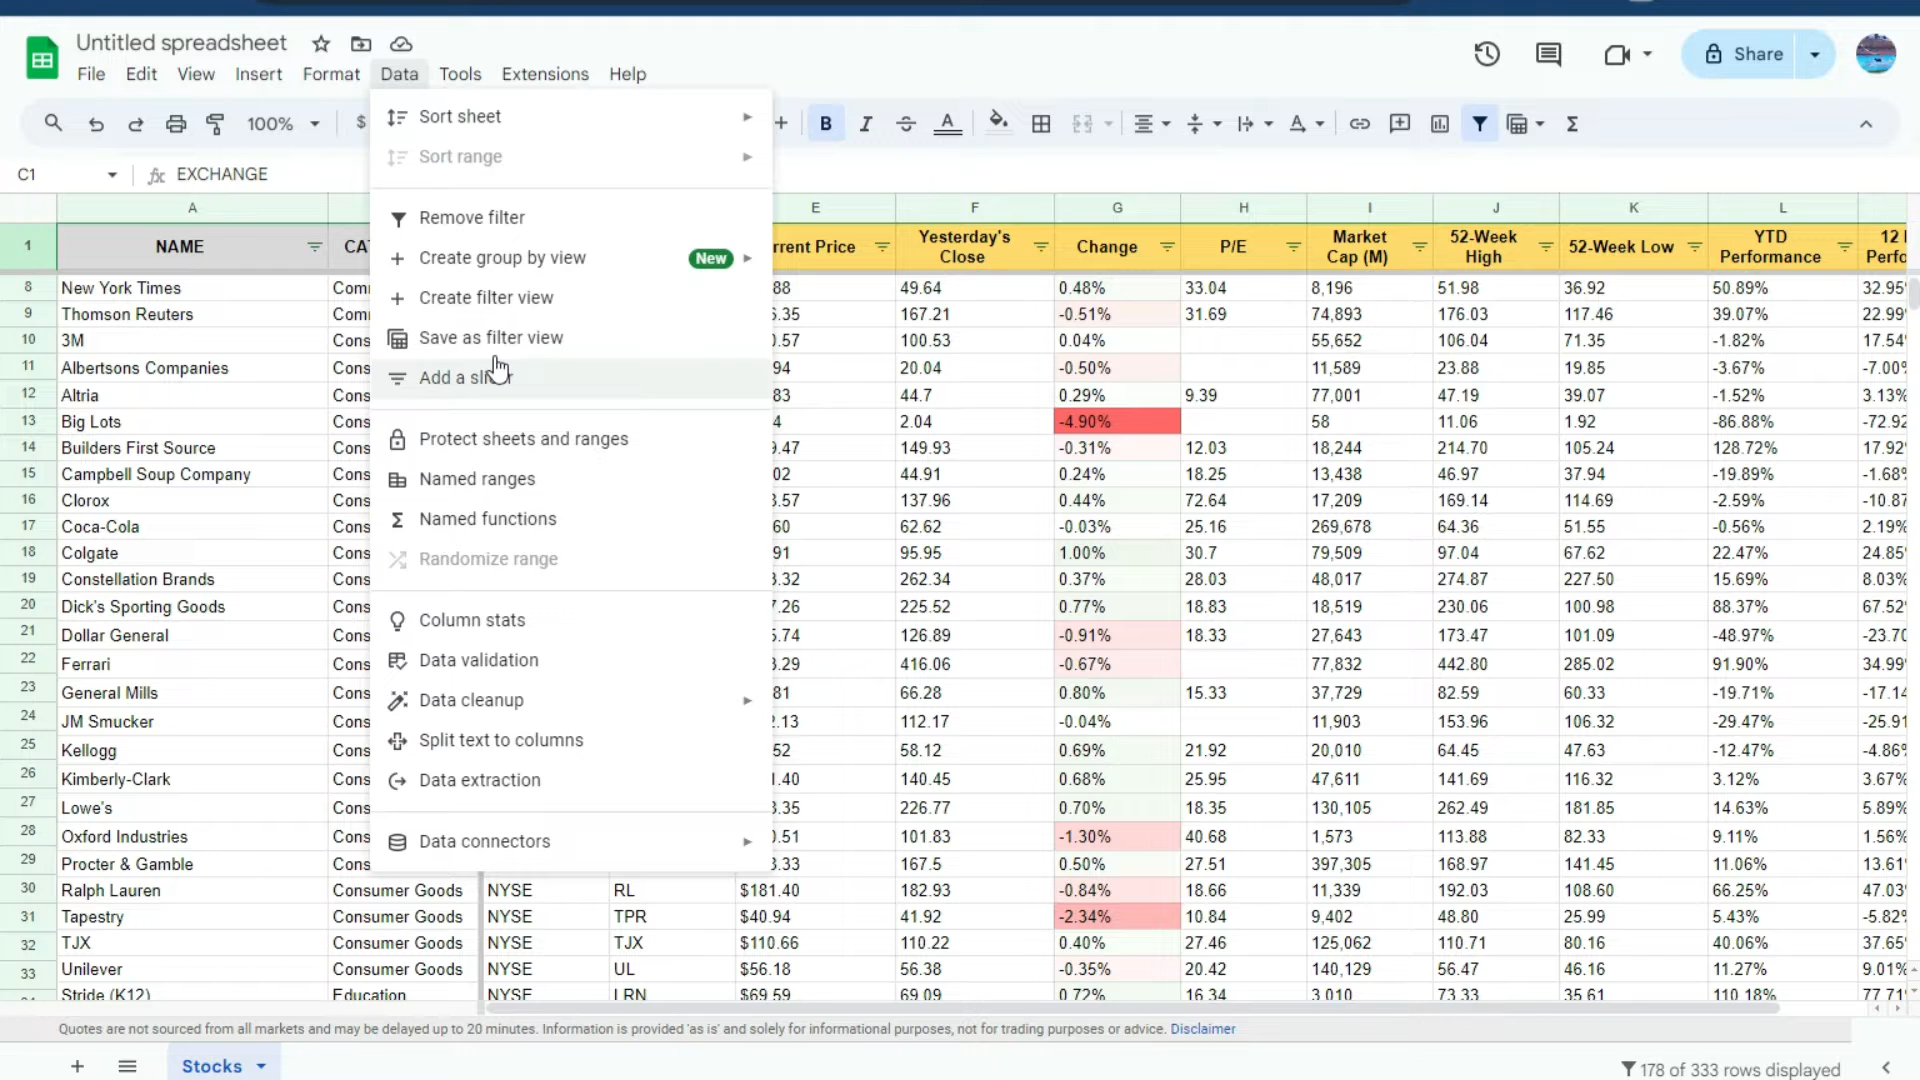 Untitled spreadsheet
File Edit View Insert Format Data Tools Extensions Help
Share
100% $ B I A
C1 fx EXCHANGE
Sort sheet
Sort range
Remove filter
Create group by view New
Create filter view
Save as filter view
Add a
Protect sheets and ranges
Named ranges
Named functions
Randomize range
Column stats
Data validation
Data cleanup
Split text to columns
Data extraction
Data connectors
A E F G H I J K L
1 NAME CAT rrent Price Yesterday's Close Change P/E Market Cap (M) 52-Week High 52-Week Low YTD Performance 12 Perfo
8 New York Times Com 88 49.64 0.48% 33.04 8,196 51.98 36.92 50.89% 32.95
9 Thomson Reuters Com 5.35 167.21 -0.51% 31.69 74,893 176.03 117.46 39.07% 22.99
10 3M Cons 0.57 100.53 0.04% 55,652 106.04 71.35 -1.82% 17.54
11 Albertsons Companies Cons 94 20.04 -0.50% 11,589 23.88 19.85 -3.67% -7.00
12 Altria Cons 83 44.7 0.29% 9.39 77,001 47.19 39.07 -1.52% 3.13%
13 Big Lots Cons 4 2.04 -4.90% 58 11.06 1.92 -86.88% -72.92
14 Builders First Source Cons 9.47 149.93 -0.31% 12.03 18,244 214.70 105.24 128.72% 17.92
15 Campbell Soup Company Cons 02 44.91 0.24% 18.25 13,438 46.97 37.94 -19.89% -1.68
16 Clorox Cons 3.57 137.96 0.44% 72.64 17,209 169.14 114.69 -2.59% -10.87
17 Coca-Cola Cons 60 62.62 -0.03% 25.16 269,678 64.36 51.55 -0.56% 2.19%
18 Colgate Cons 91 95.95 1.00% 30.7 79,509 97.04 67.62 22.47% 24.85
19 Constellation Brands Cons 3.32 262.34 0.37% 28.03 48,017 274.87 227.50 15.69% 8.03%
20 Dick's Sporting Goods Cons 7.26 225.52 0.77% 18.83 18,519 230.06 100.98 88.37% 67.52
21 Dollar General Cons 5.74 126.89 -0.91% 18.33 27,643 173.47 101.09 -48.97% -23.70
22 Ferrari Cons 3.29 416.06 -0.67% 77,832 442.80 285.02 91.90% 34.99
23 General Mills Cons 81 66.28 0.80% 15.33 37,729 82.59 60.33 -19.71% -17.14
24 JM Smucker Cons 2.13 112.17 -0.04% 11,903 153.96 106.32 -29.47% -25.91
25 Kellogg Cons 52 58.12 0.69% 21.92 20,010 64.45 47.63 -12.47% -4.86
26 Kimberly-Clark Cons 1.40 140.45 0.68% 25.95 47,611 141.69 116.32 3.12% 3.67%
27 Lowe's Cons 3.35 226.77 0.70% 18.35 130,105 262.49 181.85 14.63% 5.89%
28 Oxford Industries Cons 0.51 101.83 -1.30% 40.68 1,573 113.88 82.33 9.11% 1.56%
29 Procter & Gamble Cons 3.33 167.5 0.50% 27.51 397,305 168.97 141.45 11.06% 13.61
30 Ralph Lauren Consumer Goods NYSE RL $181.40 182.93 -0.84% 18.66 11,339 192.03 108.60 66.25% 47.03
31 Tapestry Consumer Goods NYSE TPR $40.94 41.92 -2.34% 10.84 9,402 48.80 25.99 5.43% -5.82
32 TJX Consumer Goods NYSE TJX $110.66 110.22 0.40% 27.46 125,062 110.71 80.16 40.06% 37.65
33 Unilever Consumer Goods NYSE UL $56.18 56.38 -0.35% 20.42 140,129 56.47 46.16 11.27% 9.01%
Stride (K12) Education NYSE LRN $69.59 69.09 0.72% 16.34 3,010 73.33 35.61 110.18% 77.71
Quotes are not sourced from all markets and may be delayed up to 20 minutes. Information is provided 'as is' and solely for informational purposes, not for trading purposes or advice. Disclaimer
Stocks
178 of 333 rows displayed